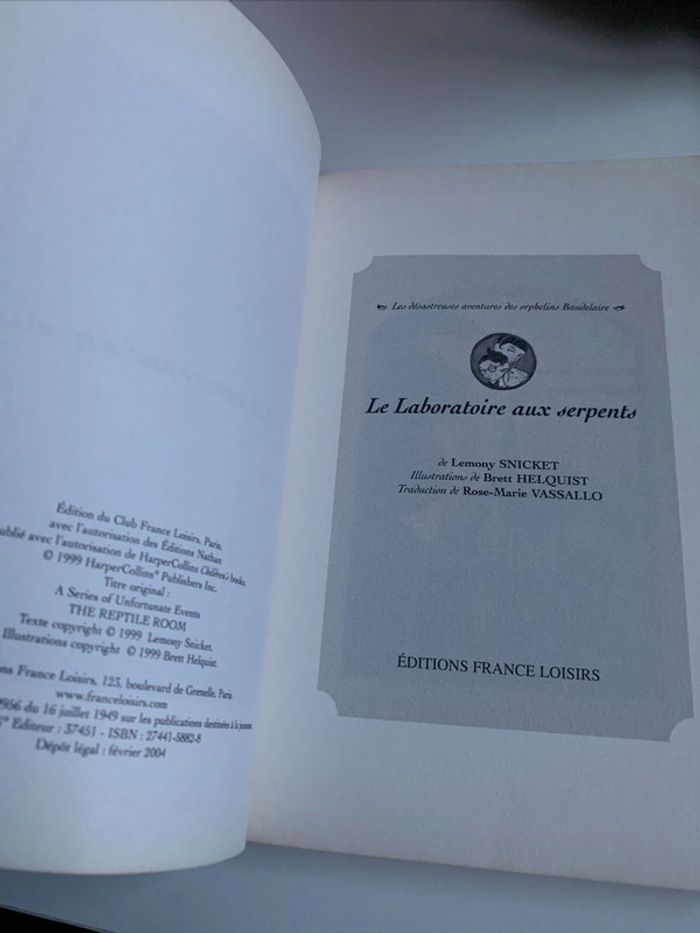 Édition du Club France Loisirs, Paris,
avec l'autorisation des Éditions Nathan
publié avec l'autorisation de HarperCollins Children's books
© 1999 HarperCollins® Publishers Inc.
Titre original :
A Series of Unfortunate Events
THE REPTILE ROOM
Texte copyright © 1999 Lemony Snicket.
Illustrations copyright © 1999 Brett Helquist.
ons France Loisirs, 123, boulevard de Grenelle, Paris.
www.franceloisirs.com
956 du 16 juillet 1949 sur les publications destinées à la jeunesse
° Editeur : 37451 - ISBN : 27441-5882-8
Dépôt légal : février 2004
Les désastreuses aventures des orphelins Baudelaire
Le Laboratoire aux serpents
de Lemony SNICKET
Illustrations de Brett HELQUIST
Traduction de Rose-Marie VASSALLO
ÉDITIONS FRANCE LOISIRS